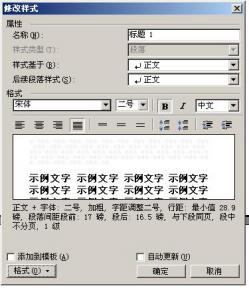 修改样式
属性
名称(N): 标题 1
样式类型(T): 段落
样式基于(B): 正文
后续段落样式(S): 正文
格式
宋体 二号 B I 中文
示例文字 示例文字 示例文字 示例文字
示例文字 示例文字 示例文字 示例文字
示例文字 示例文字 示例文字 示例文字
正文 + 字体: 二号, 加粗, 字距调整二号, 行距: 最小值 28.9
磅, 段落间距段前: 17 磅, 段后: 16.5 磅, 与下段同页, 段中
不分页, 1 级
添加到模板(A) 自动更新(U)
格式(O) 确定 取消